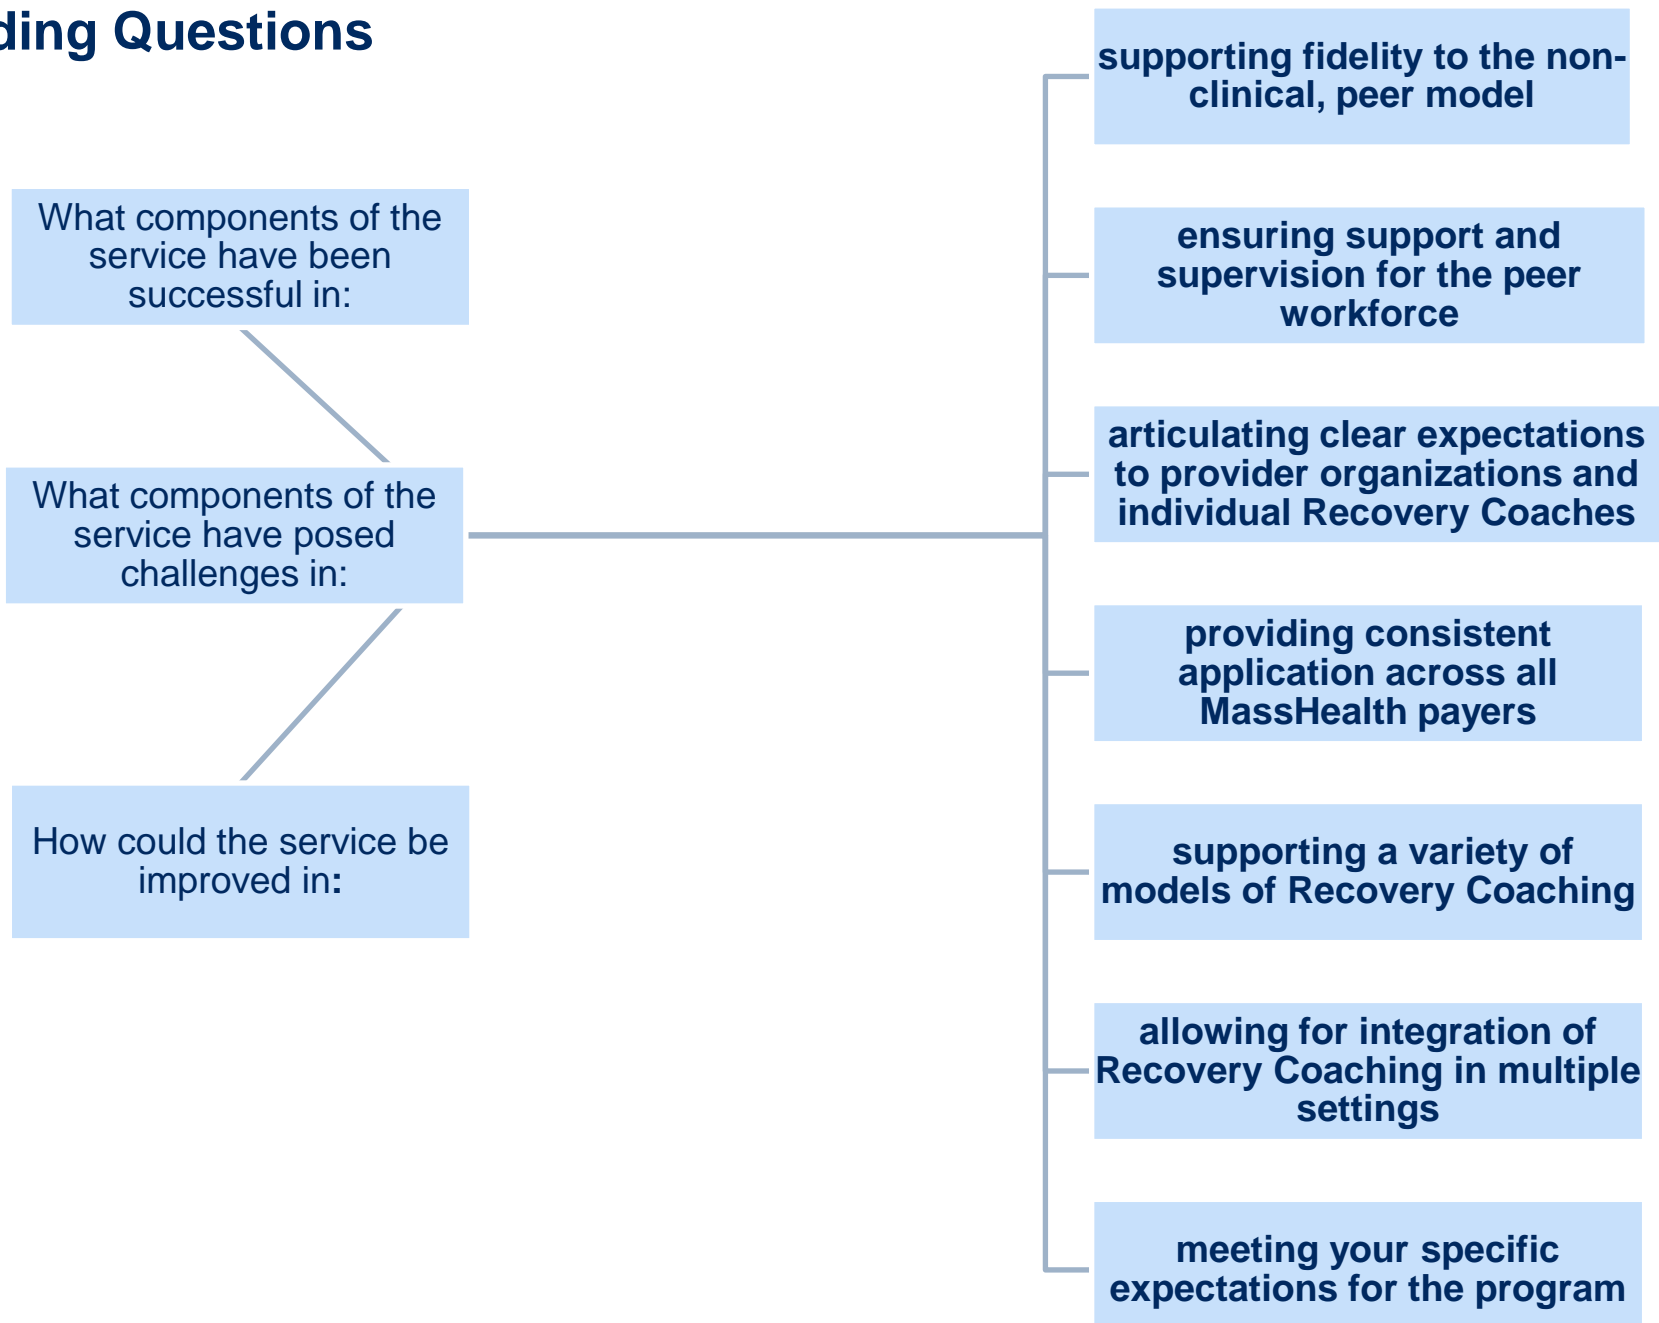 ding Questions
What components of the
service have been
successful in:
What components of the
service have posed
challenges in:
How could the service be
improved in:
supporting fidelity to the non-
clinical, peer model
ensuring support and
supervision for the peer
workforce
articulating clear expectations
to provider organizations and
individual Recovery Coaches
providing consistent
application across all
MassHealth payers
supporting a variety of
models of Recovery Coaching
allowing for integration of
Recovery Coaching in multiple
settings
meeting your specific
expectations for the program